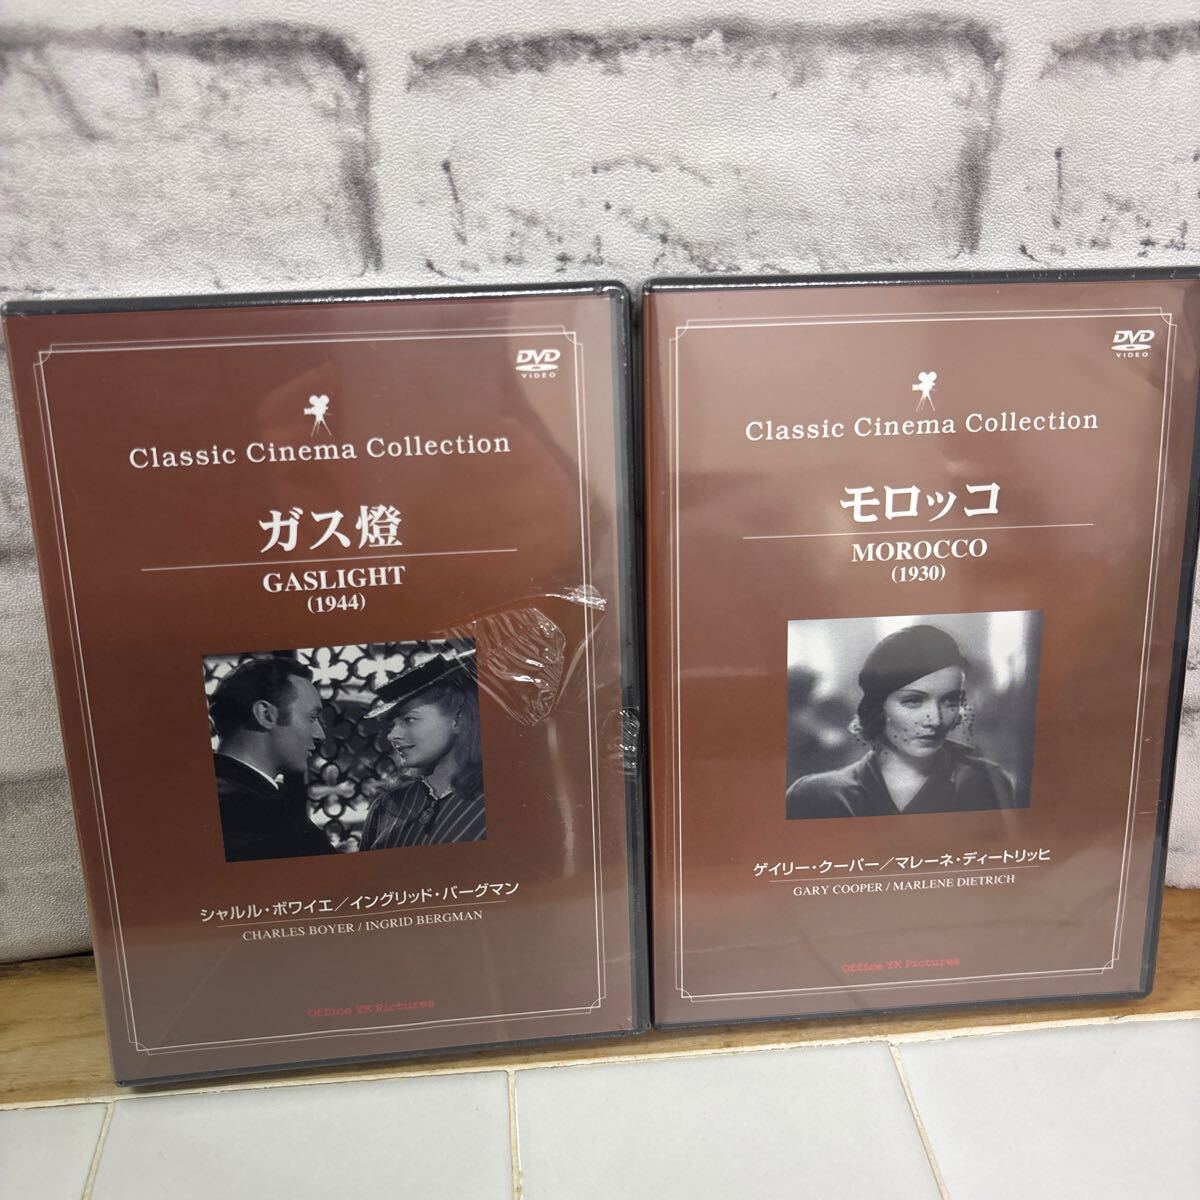 DVD
VIDEO
Classic Cinema Collection
ガス燈
GASLIGHT
(1944)
シャルル・ボワイエ／イングリッド・バーグマン
CHARLES BOYER / INGRID BERGMAN
Office YK Pictures
DVD
VIDEO
Classic Cinema Collection
モロッコ
MOROCCO
(1930)
ゲイリー・クーパー／マレーネ・ディートリッヒ
GARY COOPER / MARLENE DIETRICH
Office YK Pictures